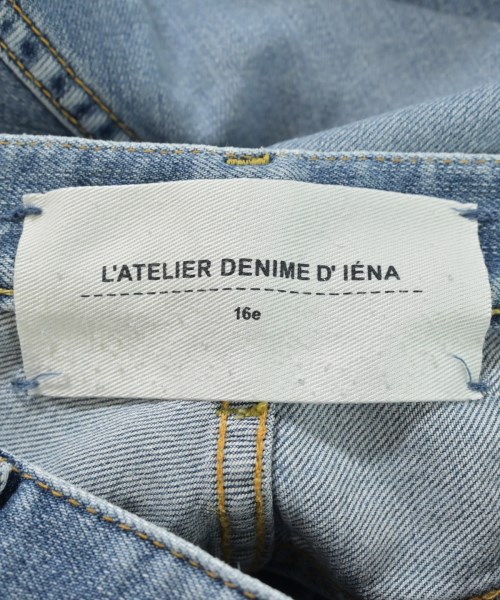 L'ATELIER DENIME D' IÉNA
16e